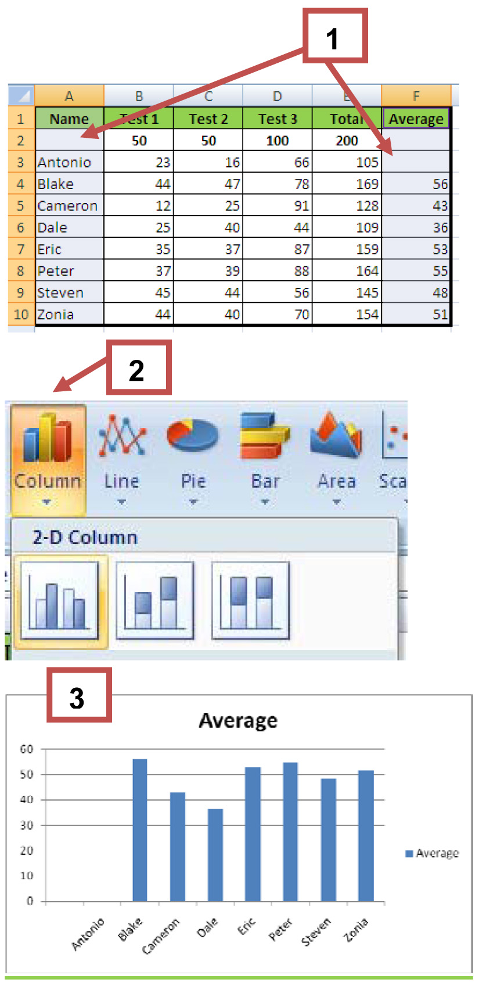 1
A B C D F
1 Name Test 1 Test 2 Test 3 Total Average
2 50 50 100 200
3 Antonio 23 16 66 105
4 Blake 44 47 78 169 56
5 Cameron 12 25 91 128 43
6 Dale 25 40 44 109 36
7 Eric 35 37 87 159 53
8 Peter 37 39 88 164 55
9 Steven 45 44 56 145 48
10 Zonia 44 40 70 154 51
2
Column Line Pie Bar Area Sca
2-D Column
3
Average
60
50
40
30
20
10
0
Average
Antonio Blake Cameron Dale Eric Peter Steven Zonia